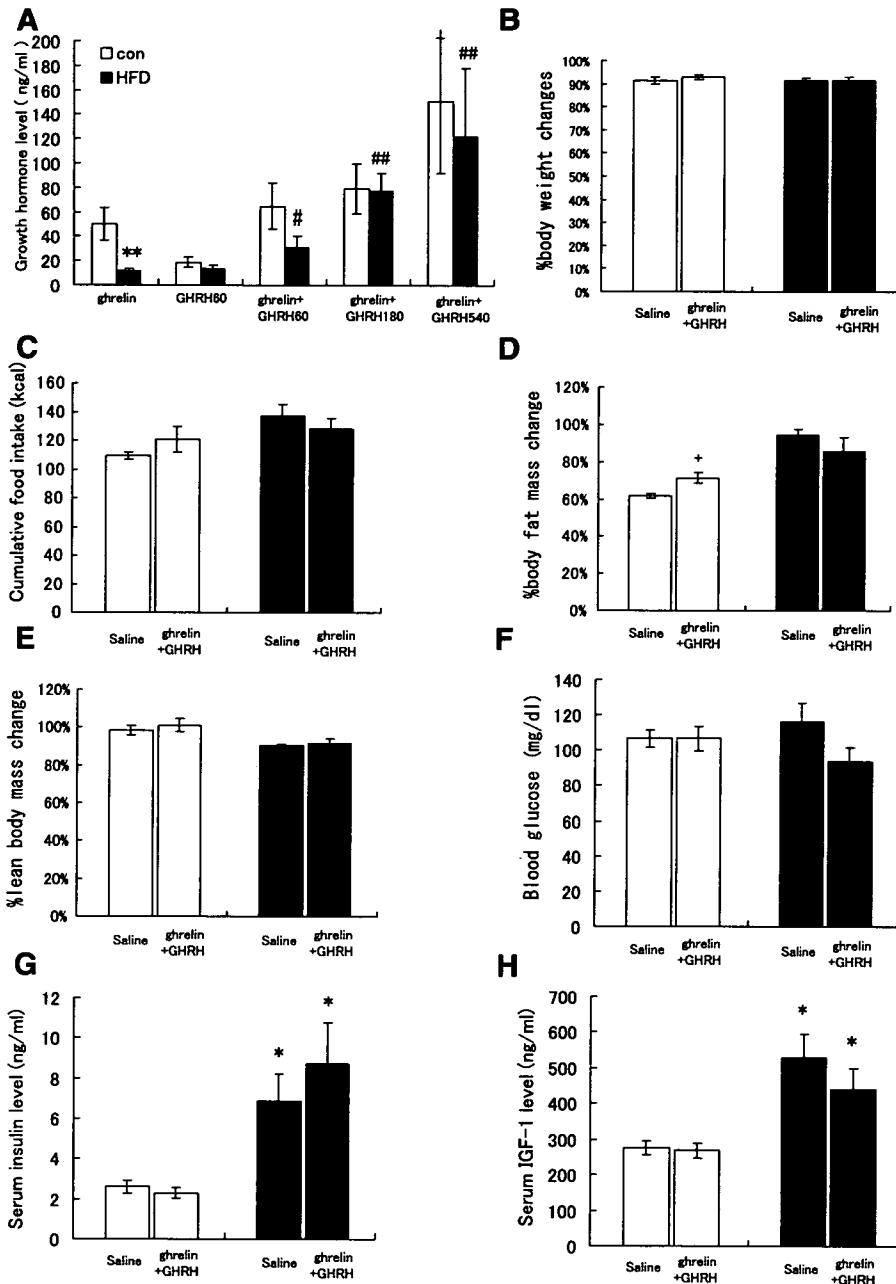 A
Growth hormone level ( ng/ml )
200
180
160
140
120
100
80
60
40
20
0
con
HFD
**
#
#
##
##
ghrelin
GHRH60
ghrelin+
GHRH60
ghrelin+
GHRH180
ghrelin+
GHRH540
B
%body weight changes
100%
90%
80%
70%
60%
50%
40%
30%
20%
10%
0%
Saline
ghrelin
+GHRH
Saline
ghrelin
+GHRH
C
Cumulative food intake (kcal)
160
140
120
100
80
60
40
20
0
Saline
ghrelin
+GHRH
Saline
ghrelin
+GHRH
D
%body fat mass change
120%
100%
80%
60%
40%
20%
0%
+
Saline
ghrelin
+GHRH
Saline
ghrelin
+GHRH
E
%lean body mass change
120%
100%
80%
60%
40%
20%
0%
Saline
ghrelin
+GHRH
Saline
ghrelin
+GHRH
F
Blood glucose (mg/dl)
140
120
100
80
60
40
20
0
Saline
ghrelin
+GHRH
Saline
ghrelin
+GHRH
G
Serum insulin level (ng/ml)
12
10
8
6
4
2
0
*
*
Saline
ghrelin
+GHRH
Saline
ghrelin
+GHRH
H
Serum IGF-1 level (ng/ml)
700
600
500
400
300
200
100
0
*
*
Saline
ghrelin
+GHRH
Saline
ghrelin
+GHRH